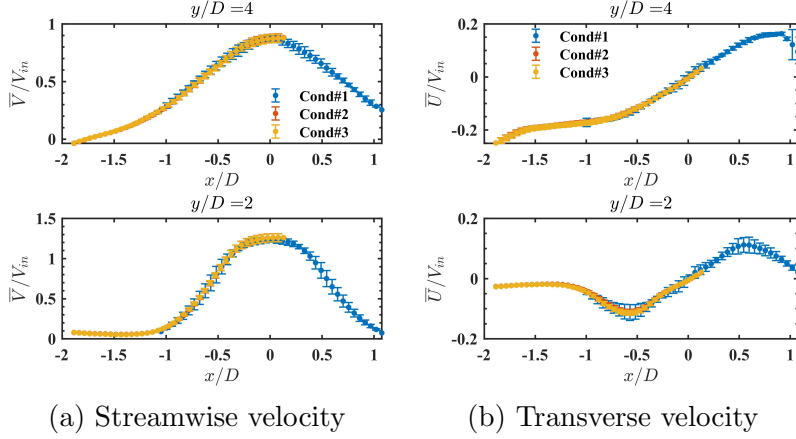 y/D =4
y/D =4
V̅/V_in
1
0.5
0
Cond#1
Cond#2
Cond#3
-2 -1.5 -1 -0.5 0 0.5 1
x/D
U̅/V_in
0.2
0
-0.2
Cond#1
Cond#2
Cond#3
-2 -1.5 -1 -0.5 0 0.5 1
x/D
y/D =2
y/D =2
V̅/V_in
1.5
1
0.5
0
-2 -1.5 -1 -0.5 0 0.5 1
x/D
U̅/V_in
0.2
0
-0.2
-2 -1.5 -1 -0.5 0 0.5 1
x/D
(a) Streamwise velocity
(b) Transverse velocity